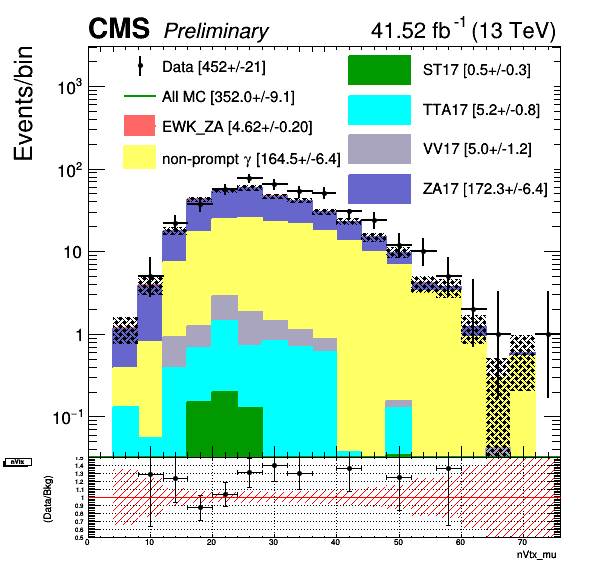 CMS Preliminary 41.52 fb⁻¹ (13 TeV)
Events/bin
Data [452+/-21]
All MC [352.0+/-9.1]
EWK_ZA [4.62+/-0.20]
non-prompt γ [164.5+/-6.4]
ST17 [0.5+/-0.3]
TTA17 [5.2+/-0.8]
VV17 [5.0+/-1.2]
ZA17 [172.3+/-6.4]
10³
10²
10
1
10⁻¹
nVtx
(Data/Bkg)
1.5
1.4
1.3
1.2
1.1
1
0.9
0.8
0.7
0.6
0.5
0 10 20 30 40 50 60 70
nVtx_mu